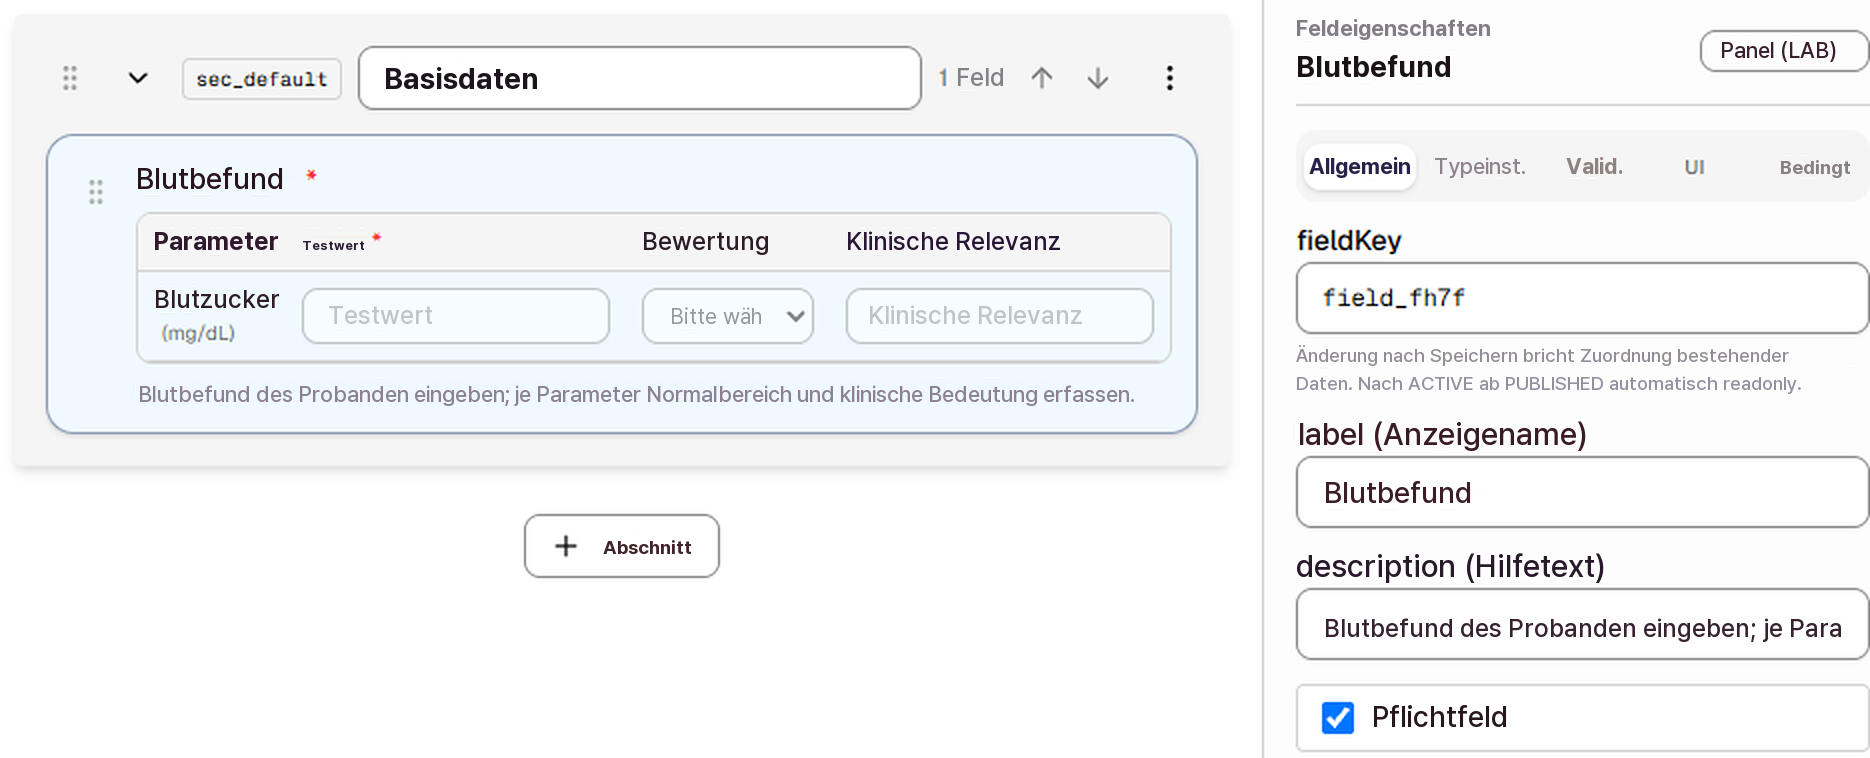 sec_default
Basisdaten
1 Feld
Blutbefund *
Parameter Testwert * Bewertung Klinische Relevanz
Blutzucker Testwert Bitte wäh Klinische Relevanz
(mg/dL)
Blutbefund des Probanden eingeben; je Parameter Normalbereich und klinische Bedeutung erfassen.
+ Abschnitt
Feldeigenschaften
Blutbefund
Panel (LAB)
Allgemein Typeinst. Valid. UI Bedingt
fieldKey
field_fh7f
Änderung nach Speichern bricht Zuordnung bestehender
Daten. Nach ACTIVE ab PUBLISHED automatisch readonly.
label (Anzeigename)
Blutbefund
description (Hilfetext)
Blutbefund des Probanden eingeben; je Para
Pflichtfeld